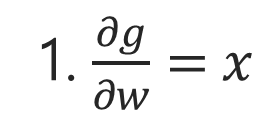 1. ∂g/∂w = x